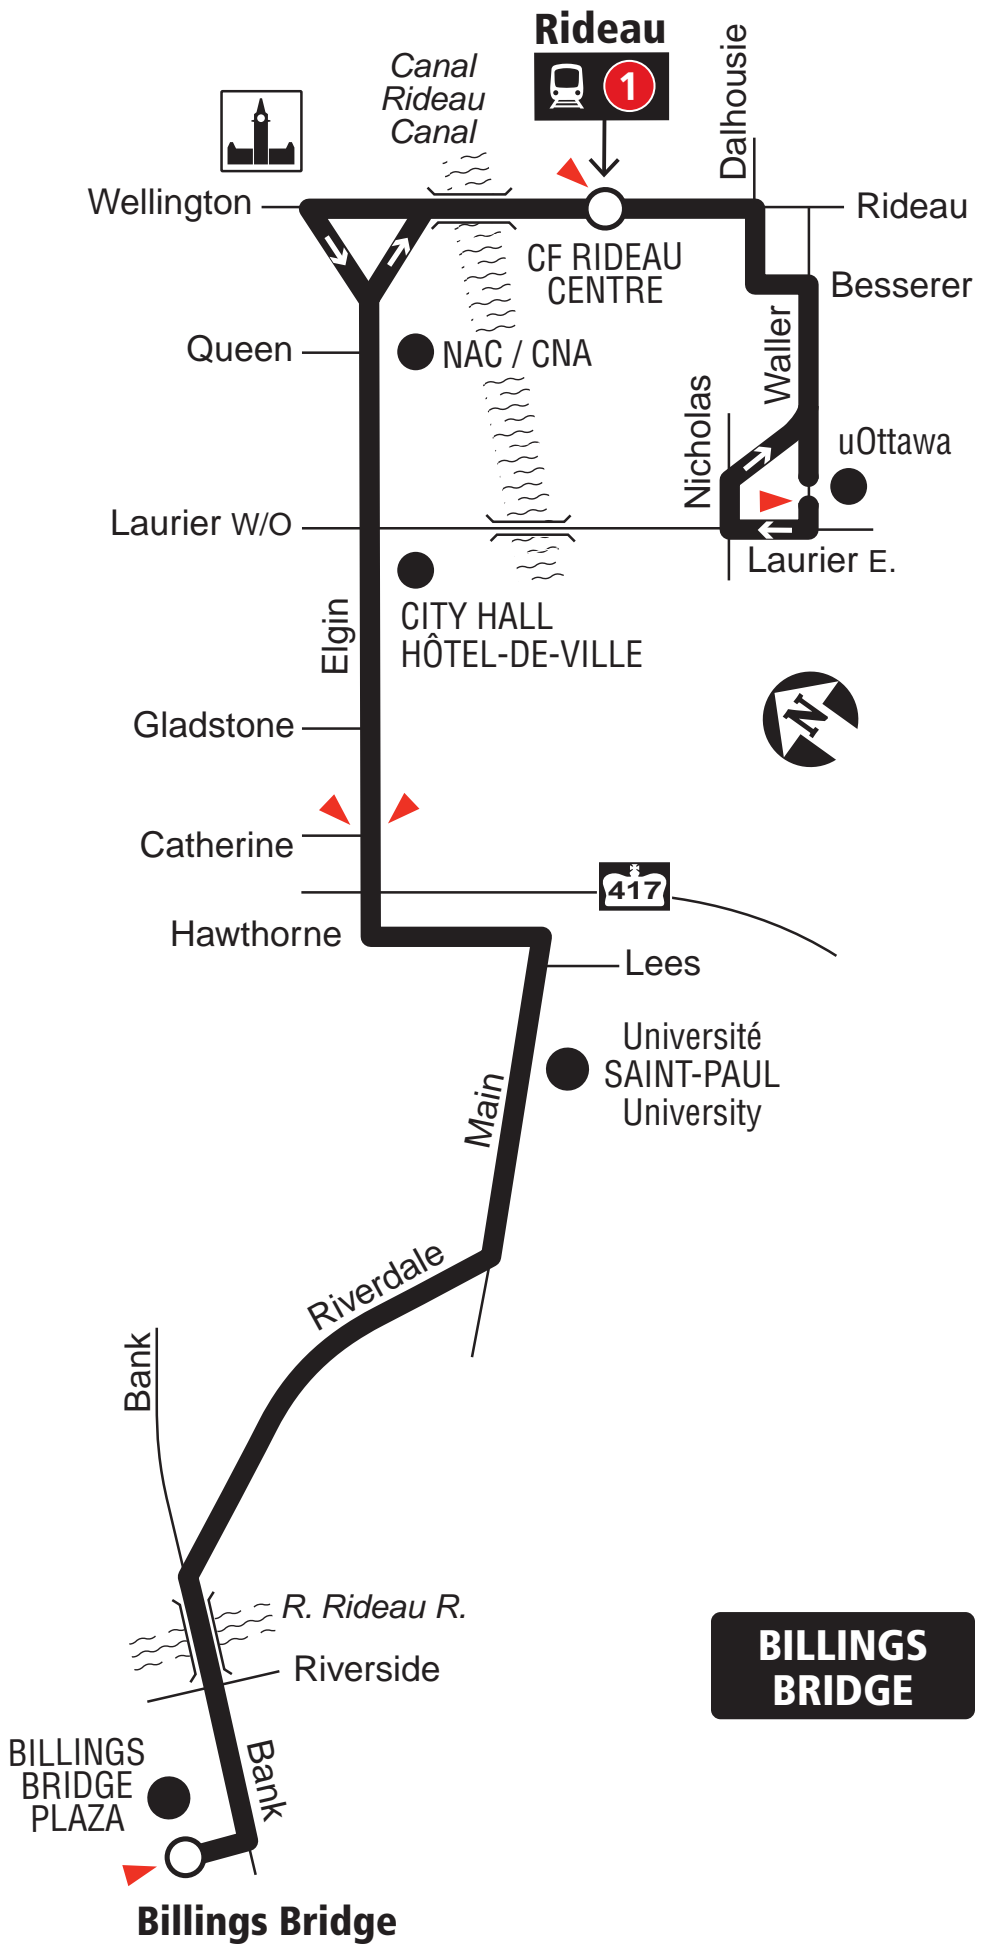 Rideau
1
Canal
Rideau
Canal
Dalhousie
Wellington
Rideau
CF RIDEAU
CENTRE
Besserer
Queen
NAC / CNA
Waller
Nicholas
uOttawa
Laurier W/O
Laurier E.
CITY HALL
HÔTEL-DE-VILLE
Elgin
N
Gladstone
Catherine
417
Hawthorne
Lees
Université
SAINT-PAUL
University
Main
Riverdale
Bank
R. Rideau R.
Riverside
BILLINGS
BRIDGE
BILLINGS
BRIDGE
PLAZA
Bank
Billings Bridge